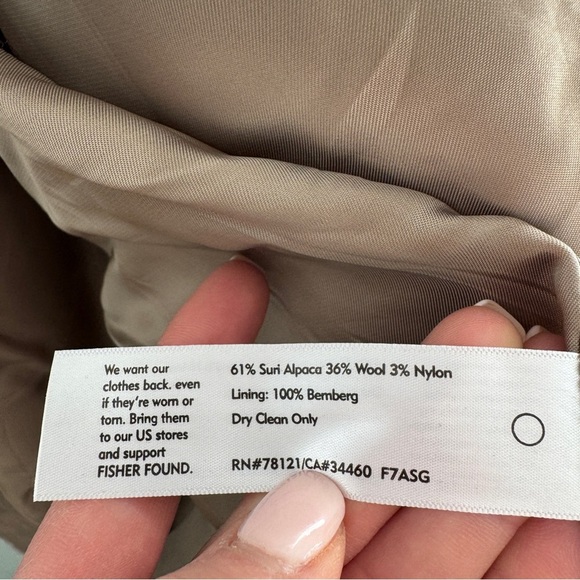 We want our
clothes back. even
if they're worn or
torn. Bring them
to our US stores
and support
FISHER FOUND.
61% Suri Alpaca 36% Wool 3% Nylon
Lining: 100% Bemberg
Dry Clean Only
RN#78121/CA#34460 F7ASG